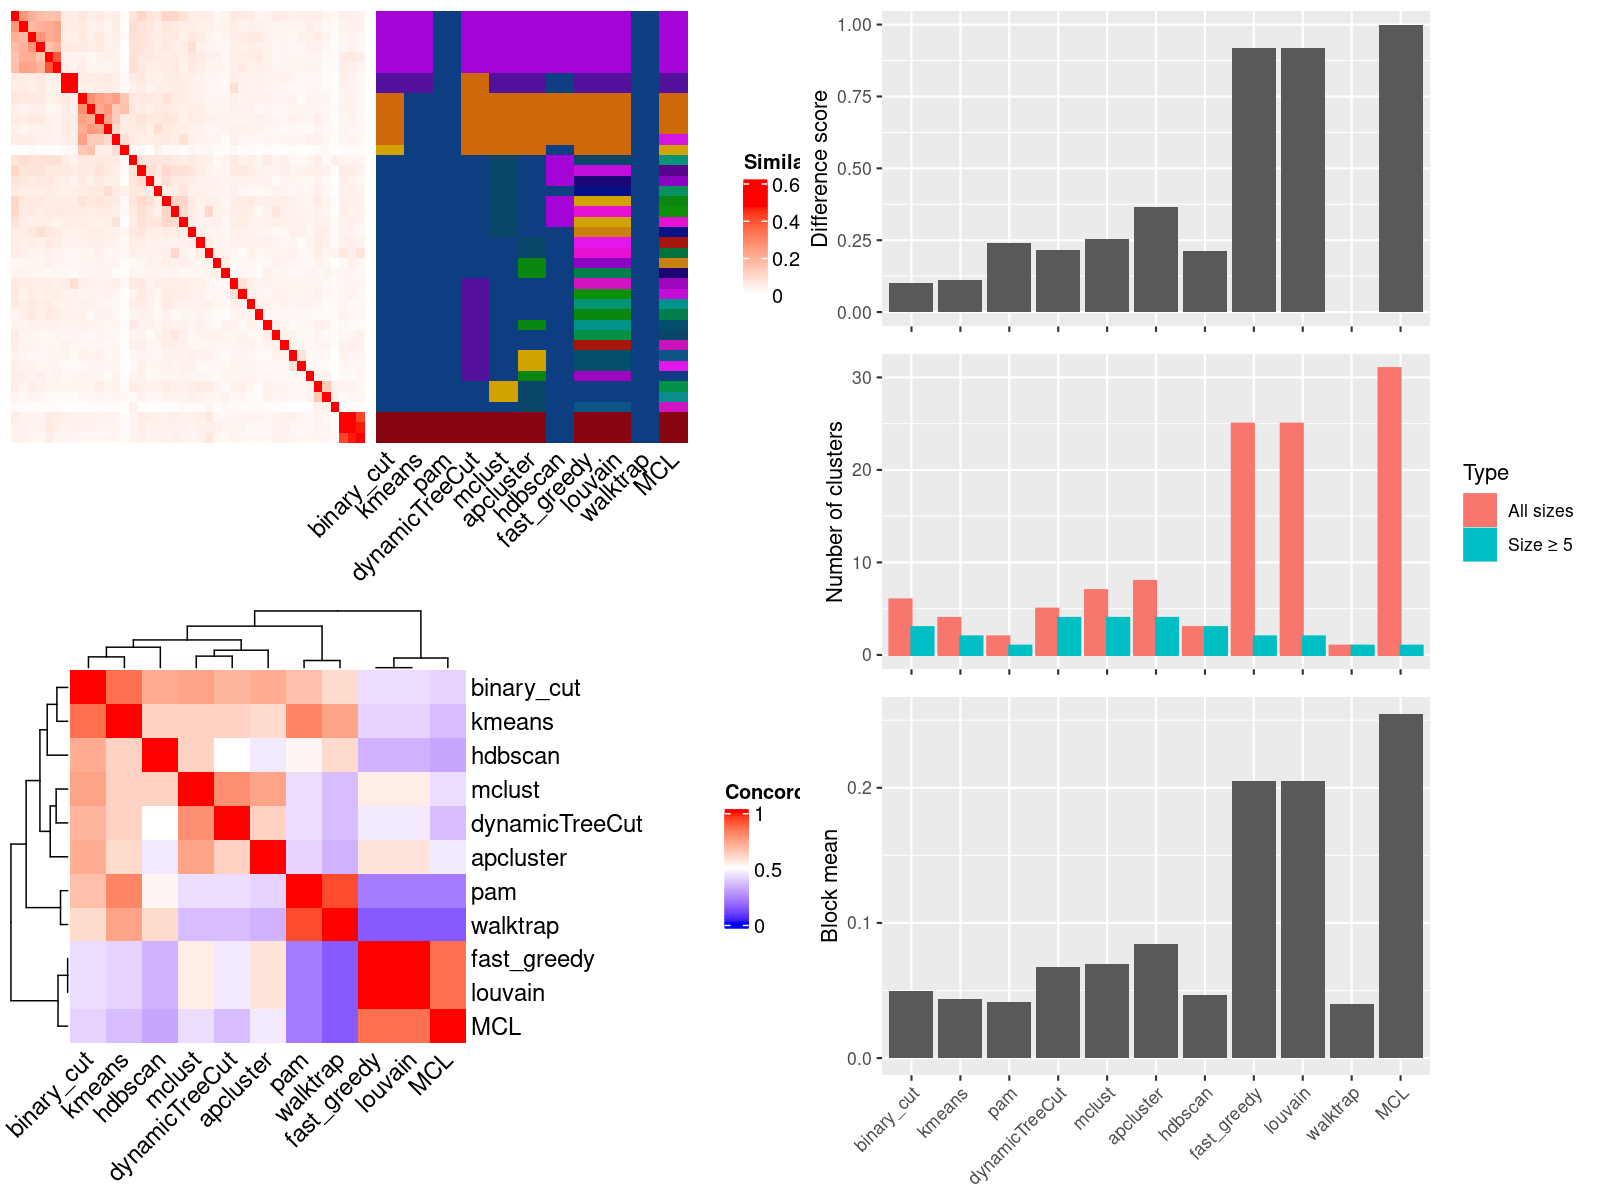 Simila
0.6
0.4
0.2
0
binary_cut
kmeans
pam
dynamicTreeCut
mclust
apcluster
hdbscan
fast_greedy
louvain
walktrap
MCL
Difference score
1.00
0.75
0.50
0.25
0.00
Number of clusters
30
20
10
0
Type
All sizes
Size ≥ 5
binary_cut
kmeans
hdbscan
mclust
dynamicTreeCut
apcluster
pam
walktrap
fast_greedy
louvain
MCL
binary_cut
kmeans
hdbscan
mclust
dynamicTreeCut
apcluster
pam
walktrap
fast_greedy
louvain
MCL
Concorc
1
0.5
0
Block mean
0.2
0.1
0.0
binary_cut
kmeans
pam
dynamicTreeCut
mclust
apcluster
hdbscan
fast_greedy
louvain
walktrap
MCL